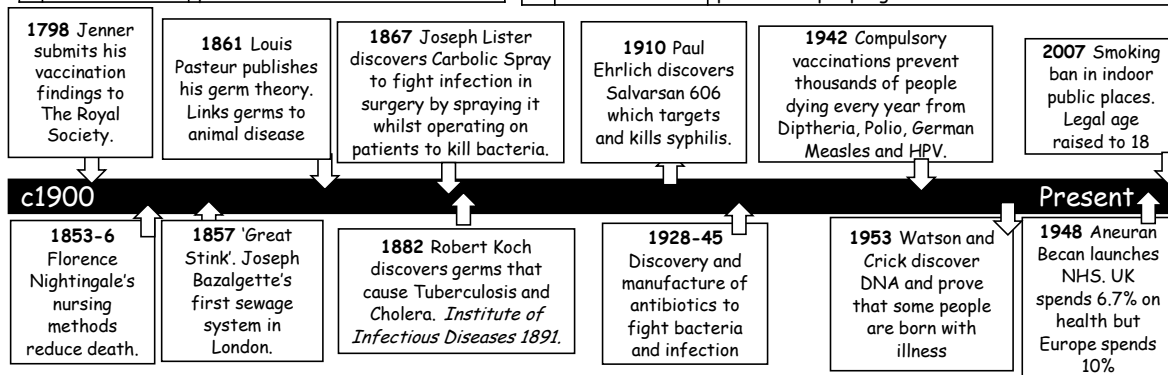 1798 Jenner
submits his
vaccination
findings to
The Royal
Society.
1861 Louis
Pasteur publishes
his germ theory.
Links germs to
animal disease
1867 Joseph Lister
discovers Carbolic Spray
to fight infection in
surgery by spraying it
whilst operating on
patients to kill bacteria.
1910 Paul
Ehrlich discovers
Salvarsan 606
which targets
and kills syphilis.
1942 Compulsory
vaccinations prevent
thousands of people
dying every year from
Diptheria, Polio, German
Measles and HPV.
2007 Smoking
ban in indoor
public places.
Legal age
raised to 18
c1900
Present
1853-6
Florence
Nightingale's
nursing
methods
reduce death.
1857 'Great
Stink'. Joseph
Bazalgette's
first sewage
system in
London.
1882 Robert Koch
discovers germs that
cause Tuberculosis and
Cholera. Institute of
Infectious Diseases 1891.
1928-45
Discovery and
manufacture of
antibiotics to
fight bacteria
and infection
1953 Watson and
Crick discover
DNA and prove
that some people
are born with
illness
1948 Aneuran
Becan launches
NHS. UK
spends 6.7% on
health but
Europe spends
10%